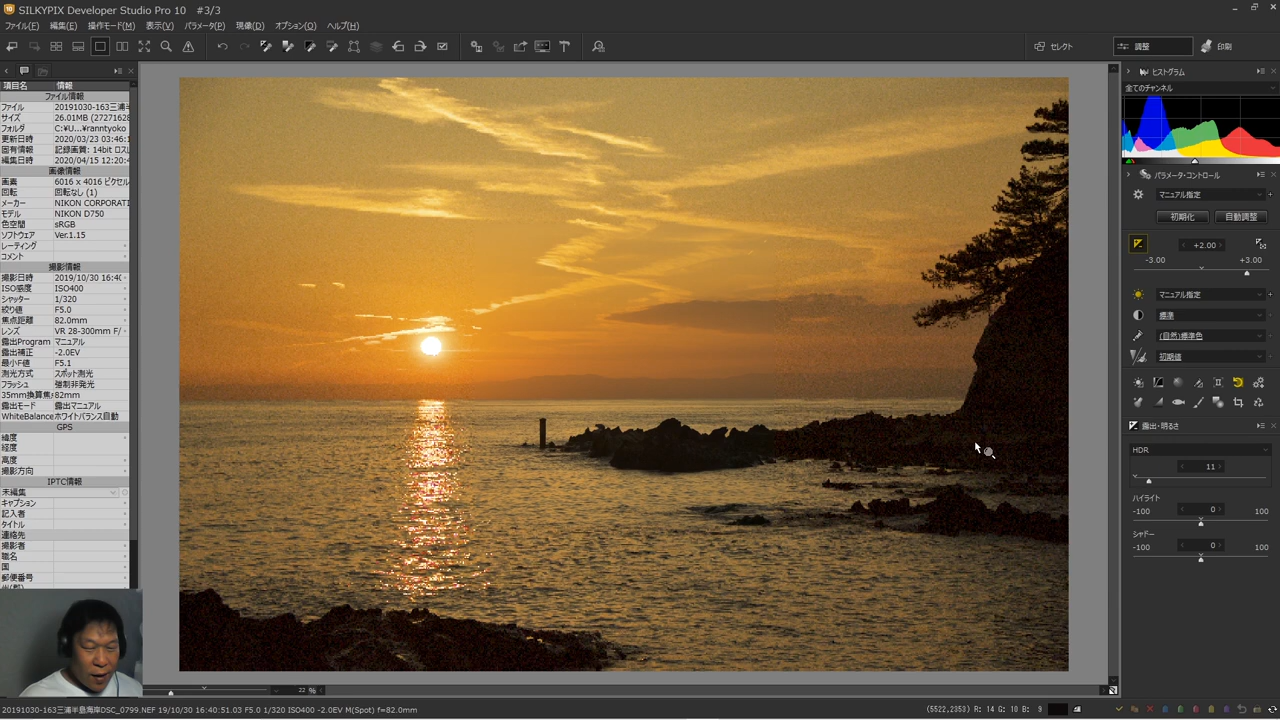 SILKYPIX Developer Studio Pro 10 #3/3
ファイル(F) 編集(E) 操作モード(M) 表示(V) パラメータ(P) 現像(D) オプション(O) ヘルプ(H)
セレクト 調整 印刷
項目名 情報
ファイル情報
ファイル 20191030-163三浦
サイズ 26.01MB (2727162
フォルダ C:¥U...¥ranntyoko
更新日時 2020/03/23 03:46:1
固有情報 記録画質: 14bit ロス
編集日時 2020/04/15 12:20:4
画像情報
画素 6016 x 4016 ピクセル
回転 回転なし (1)
メーカー NIKON CORPORATI
モデル NIKON D750
色空間 sRGB
ソフトウェア Ver.1.15
レーティング
コメント
撮影情報
撮影日時 2019/10/30 16:40
ISO感度 ISO400
シャッター 1/320
絞り値 F5.0
焦点距離 82.0mm
レンズ VR 28-300mm F/
露出Program マニュアル
露出補正 -2.0EV
最小F値 F5.1
測光方式 スポット測光
フラッシュ 強制非発光
35mm換算焦 82mm
露出モード 露出マニュアル
WhiteBalance ホワイトバランス自動
GPS
緯度
経度
高度
撮影方向
IPTC情報
未編集
キャプション
記入者
タイトル
連絡先
撮影者
職名
国
郵便番号
ヒストグラム
全てのチャンネル
パラメータ・コントロール
マニュアル指定
初期化 自動調整
+2.00
-3.00 +3.00
マニュアル指定
標準
(自然)標準色
初期値
露出・明るさ
HDR
11
ハイライト
-100 0 100
シャドー
-100 0 100
22 %
20191030-163三浦半島海岸DSC_0799.NEF 19/10/30 16:40:51.03 F5.0 1/320 ISO400 -2.0EV M(Spot) f=82.0mm
(5522,2353) R: 14 G: 10 B: 9